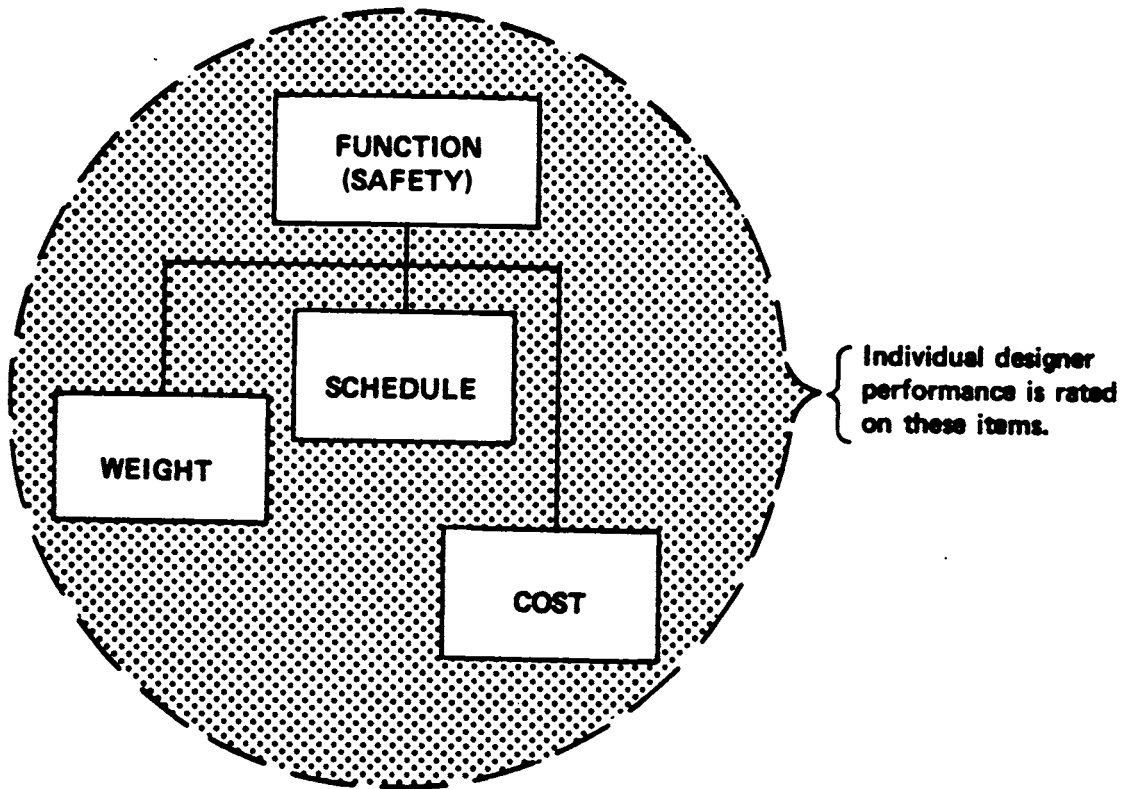 FUNCTION
(SAFETY)
SCHEDULE
WEIGHT
COST
Individual designer
performance is rated
on these items.